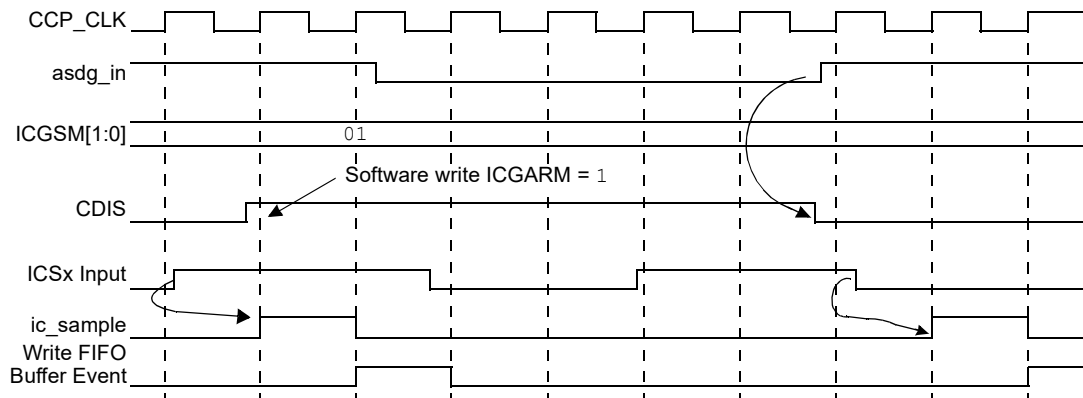 CCP_CLK
asdg_in
ICGSM[1:0]
01
Software write ICGARM = 1
CDIS
ICSx Input
ic_sample
Write FIFO
Buffer Event